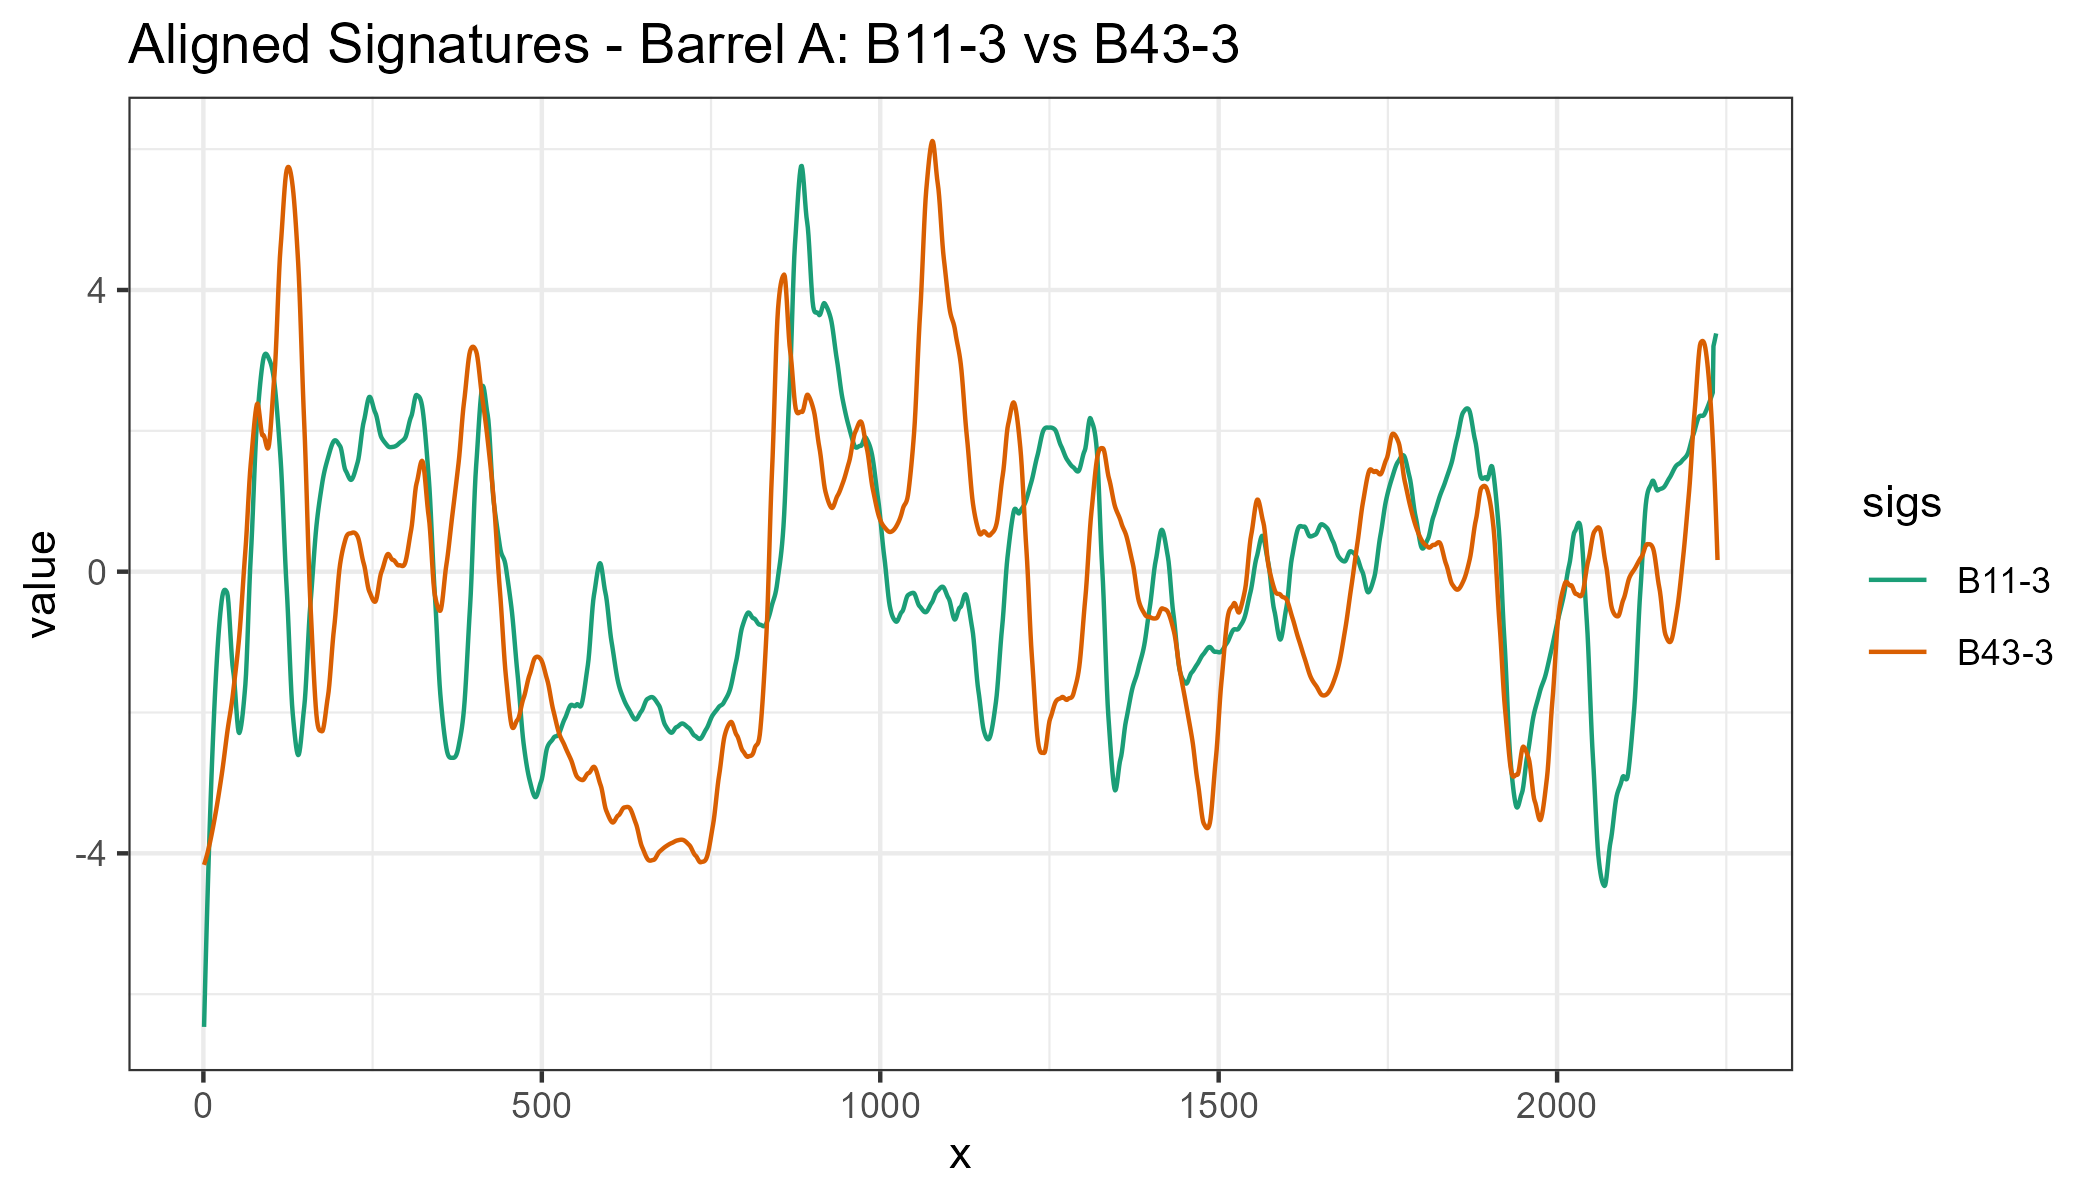 Aligned Signatures - Barrel A: B11-3 vs B43-3
value
4
0
-4
0 500 1000 1500 2000
x
sigs
B11-3
B43-3